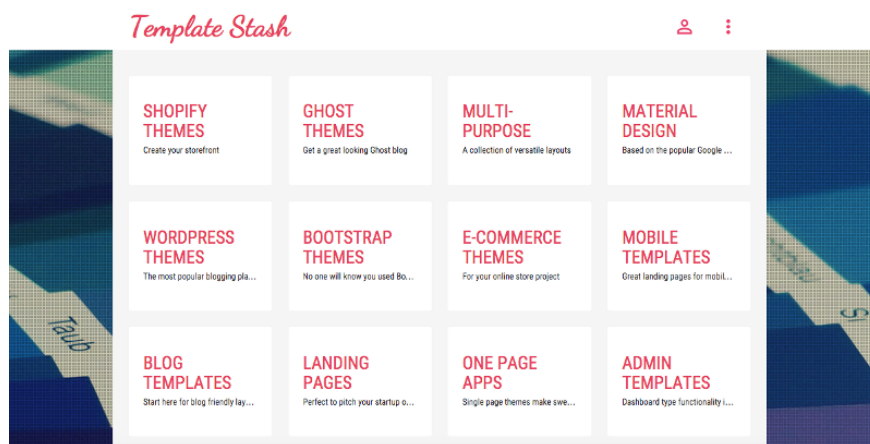 Template Stash
SHOPIFY
THEMES
Create your storefront
GHOST
THEMES
Get a great looking Ghost blog
MULTI-
PURPOSE
A collection of versatile layouts
MATERIAL
DESIGN
Based on the popular Google ...
WORDPRESS
THEMES
The most popular blogging pla...
BOOTSTRAP
THEMES
No one will know you used Bo...
E-COMMERCE
THEMES
For your online store project
MOBILE
TEMPLATES
Great landing pages for mobil...
BLOG
TEMPLATES
Start here for blog friendly lay...
LANDING
PAGES
Perfect to pitch your startup o...
ONE PAGE
APPS
Single page themes make swe...
ADMIN
TEMPLATES
Dashboard type functionality i...
Taub
Si